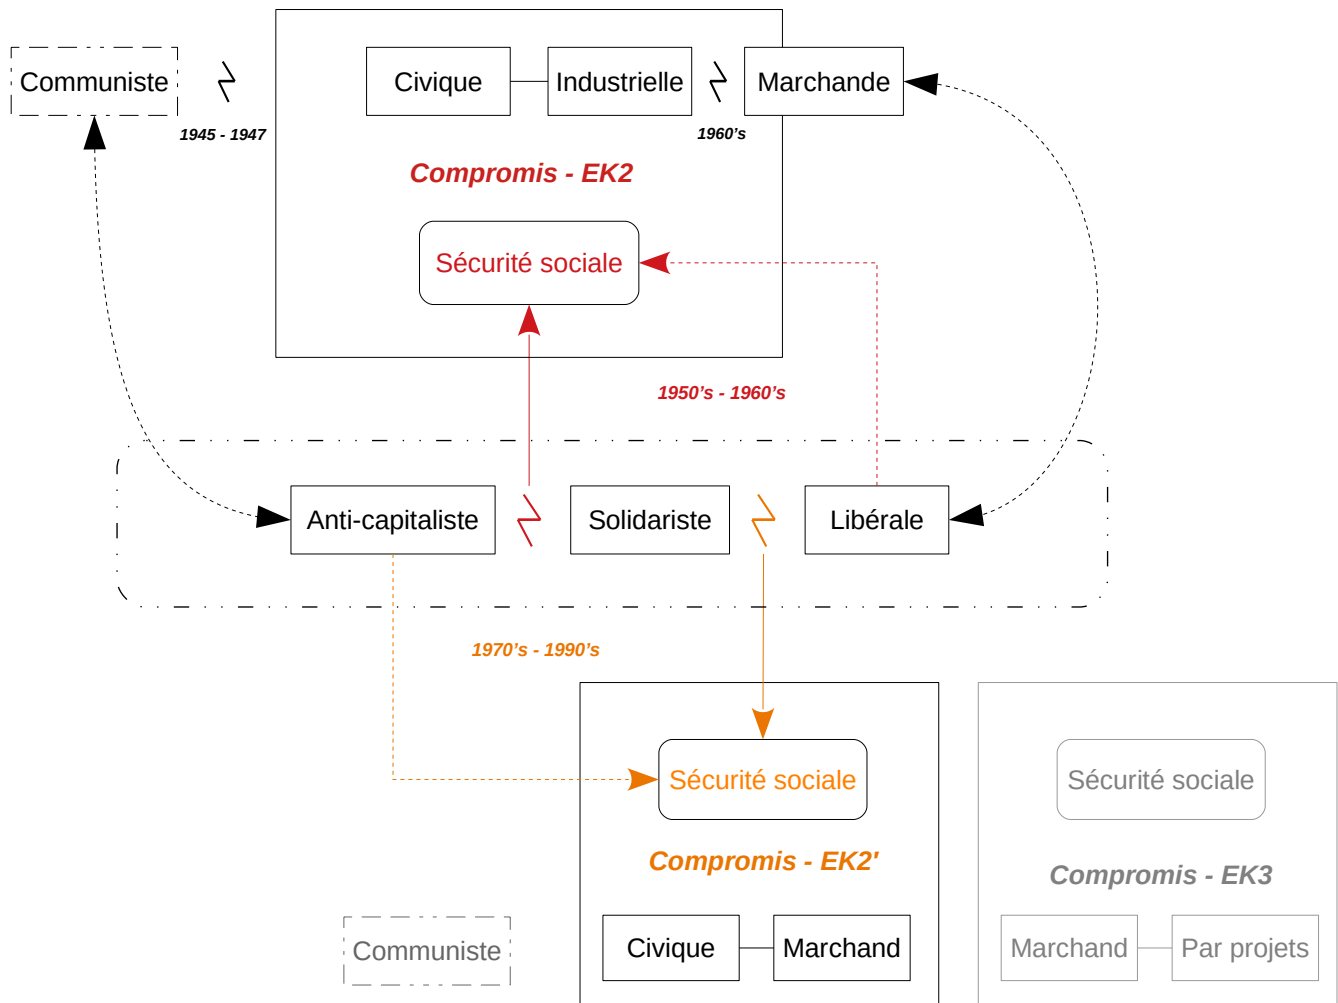 Communiste
Civique
Industrielle
Marchande
1945 - 1947
1960's
Compromis - EK2
Sécurité sociale
1950's - 1960's
Anti-capitaliste
Solidariste
Libérale
1970's - 1990's
Sécurité sociale
Sécurité sociale
Compromis - EK2'
Compromis - EK3
Communiste
Civique
Marchand
Marchand
Par projets